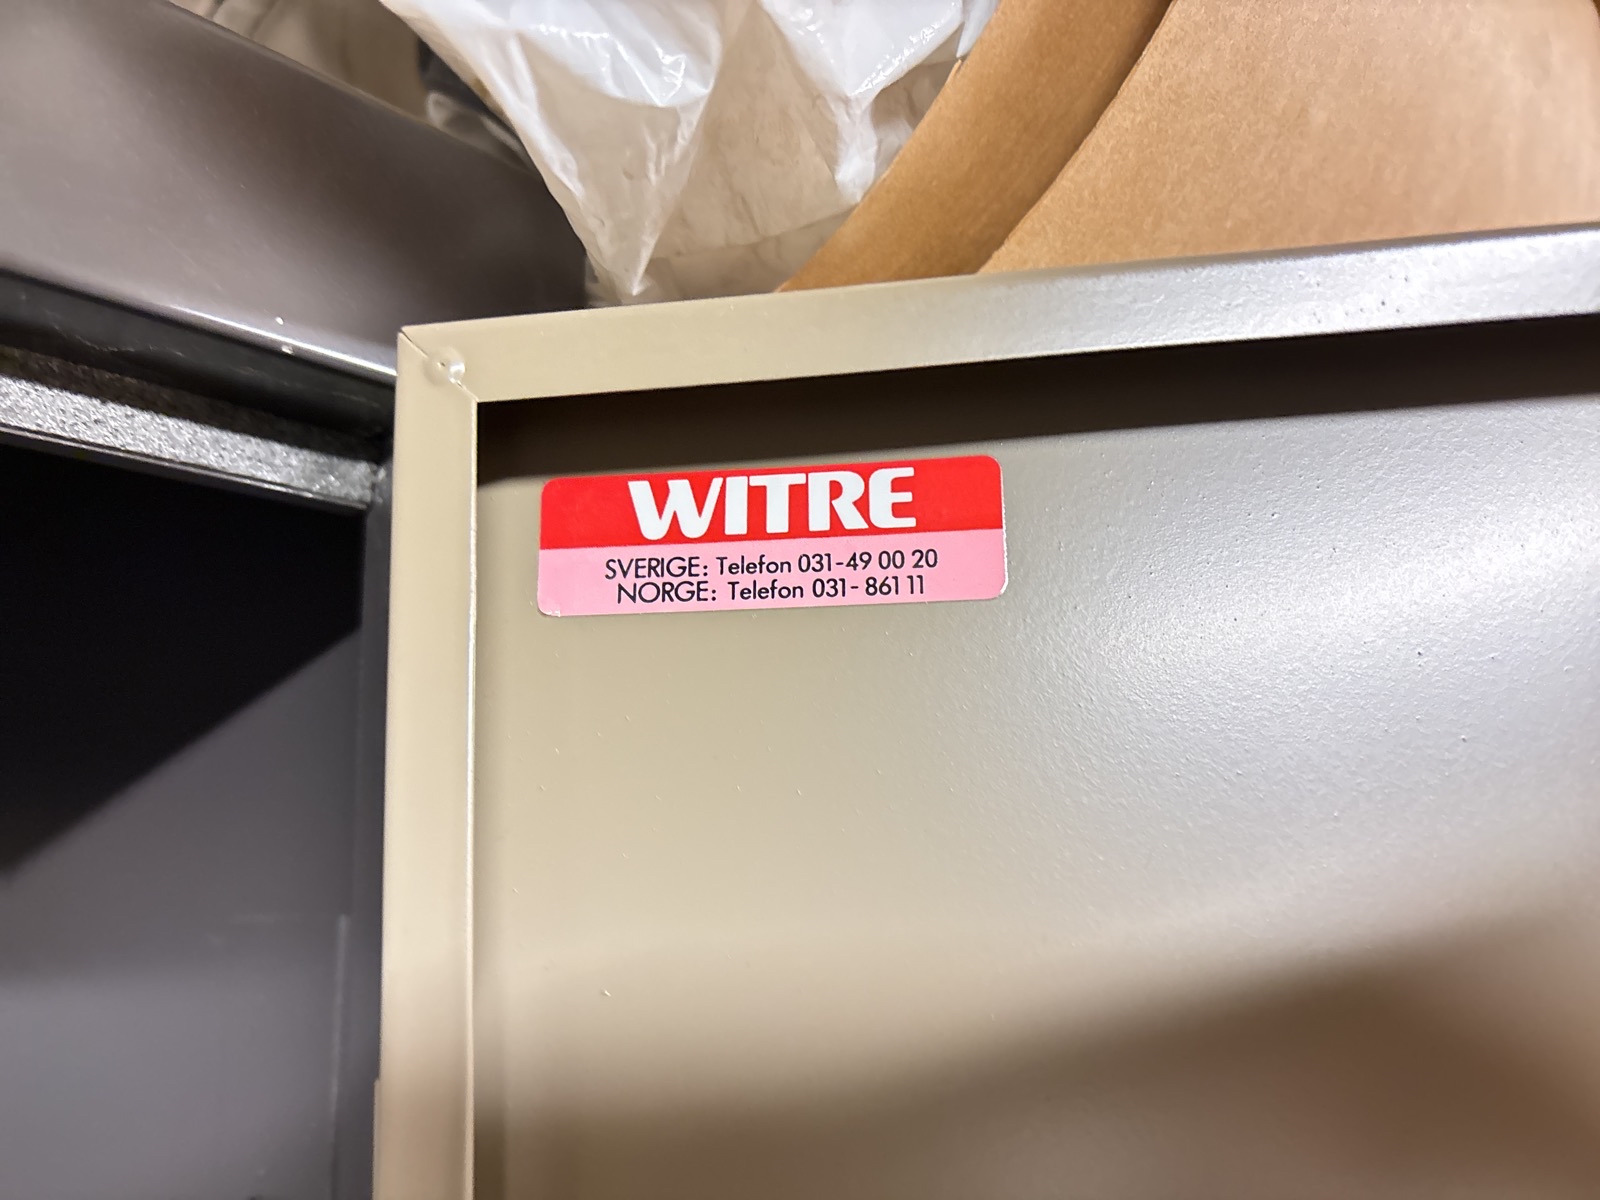 WITRE
SVERIGE: Telefon 031-49 00 20
NORGE: Telefon 031-861 11